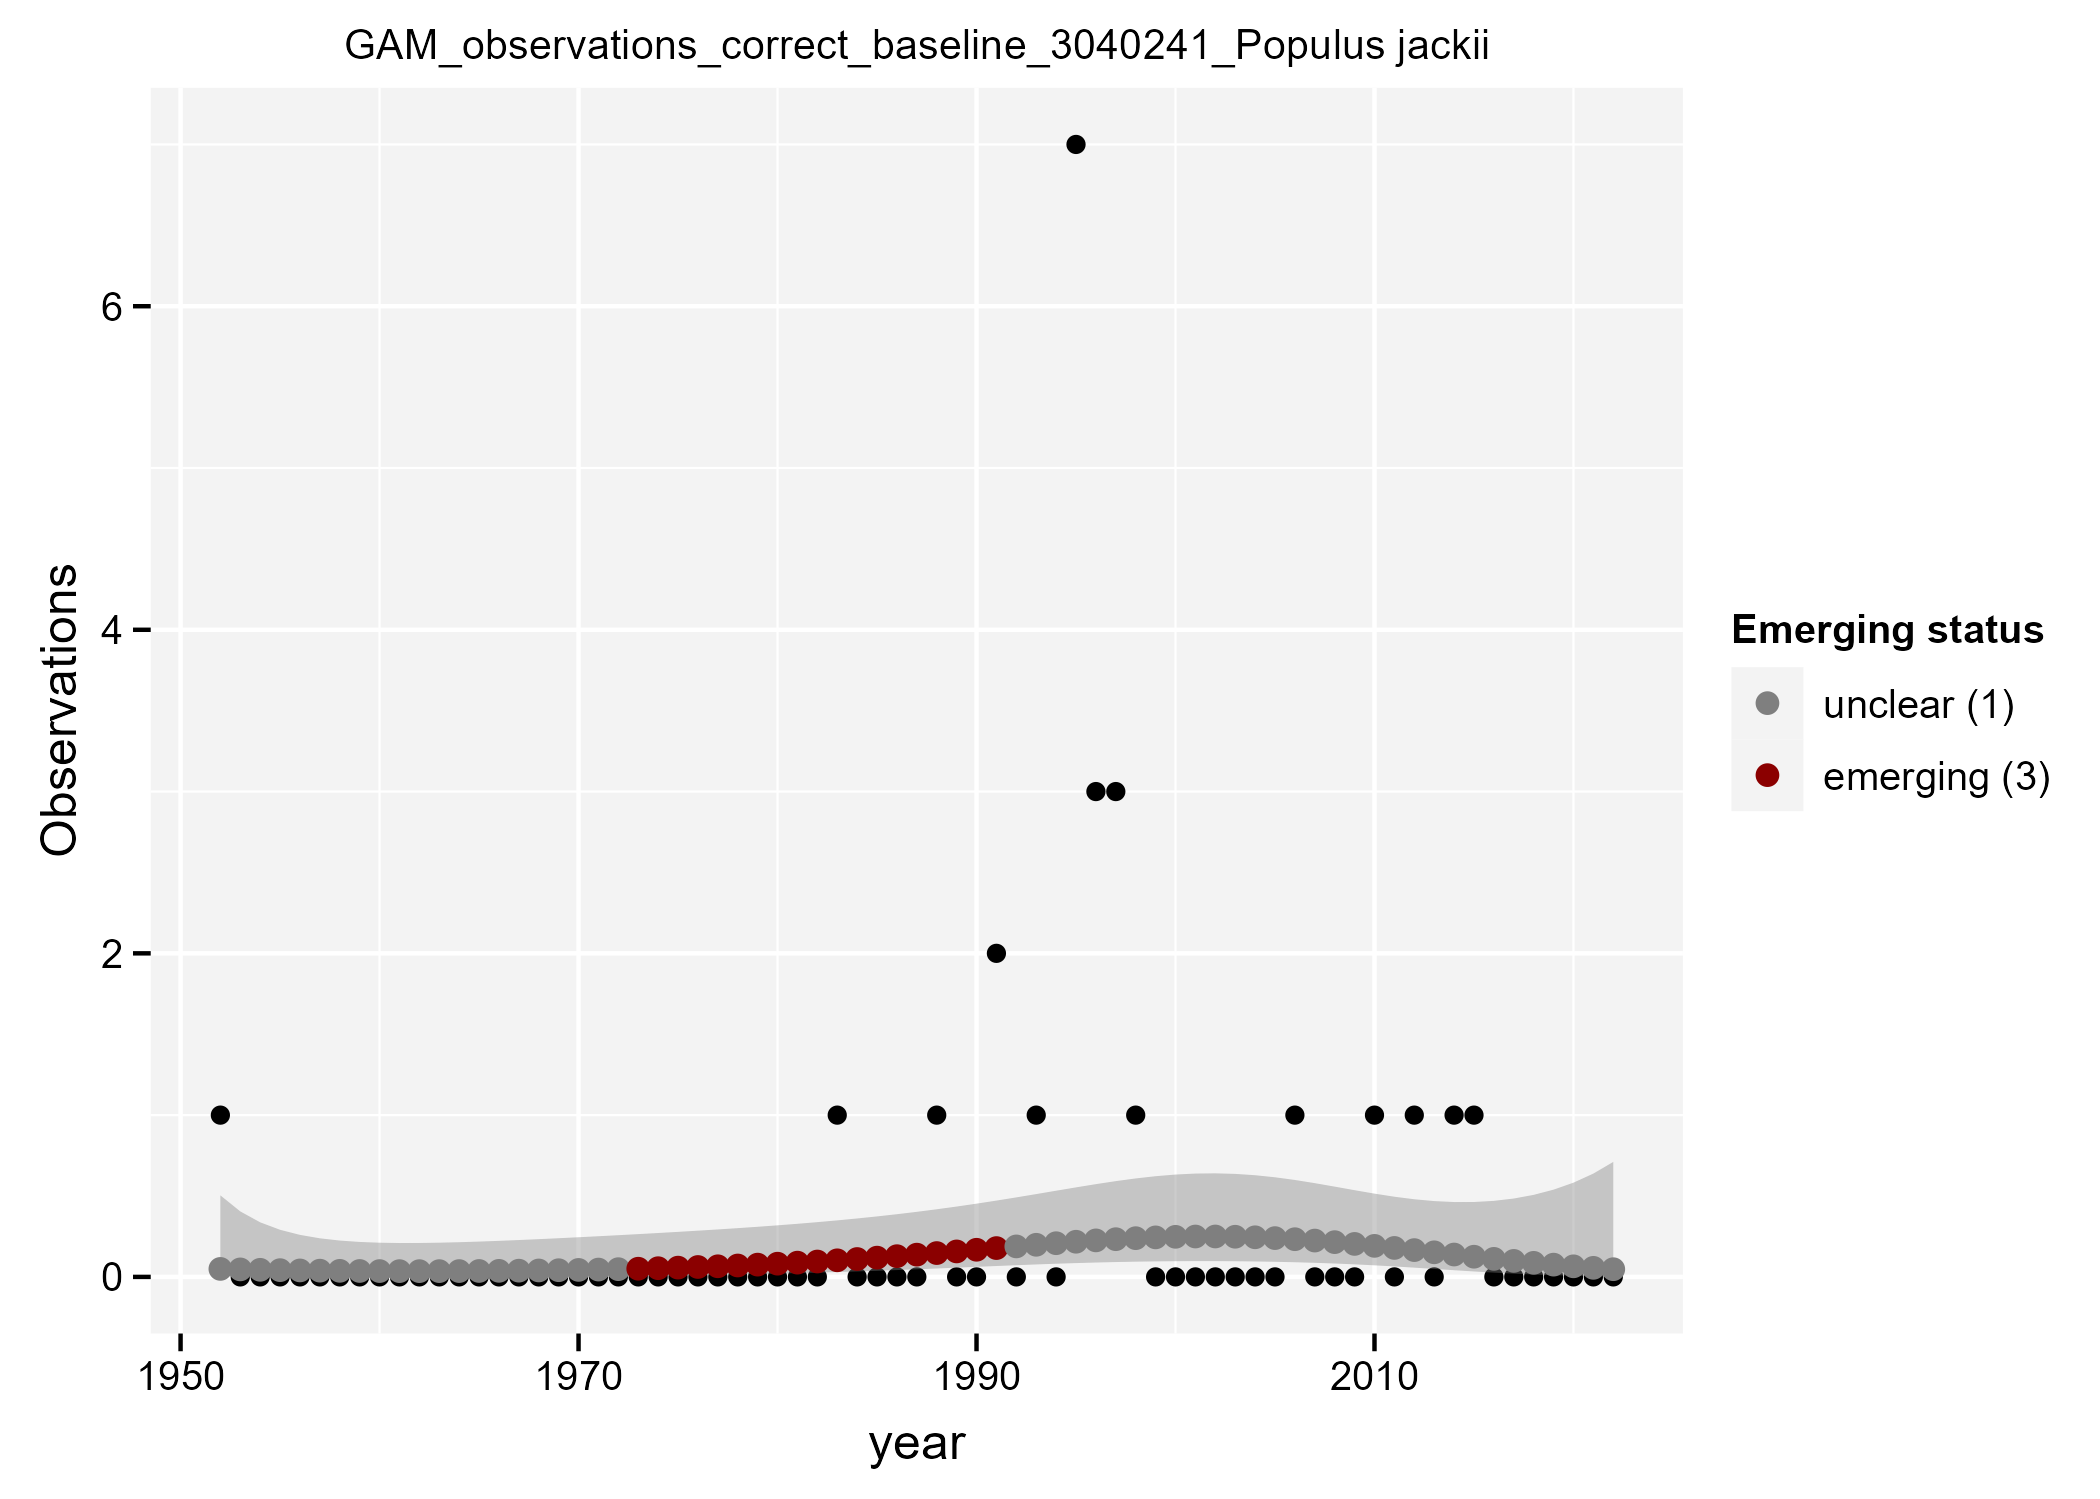 GAM_observations_correct_baseline_3040241_Populus jackii
Observations
6
4
2
0
1950 1970 1990 2010
year
Emerging status
unclear (1)
emerging (3)